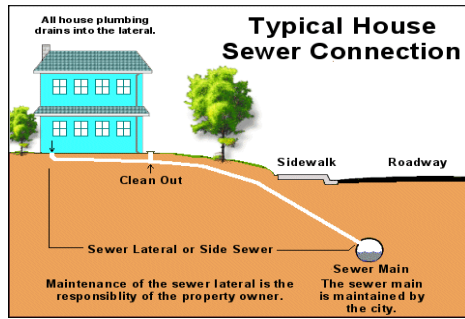 All house plumbing
drains into the lateral.
Typical House
Sewer Connection
Sidewalk
Roadway
Clean Out
Sewer Lateral or Side Sewer
Sewer Main
Maintenance of the sewer lateral is the
responsiblity of the property owner.
The sewer main
is maintained by
the city.